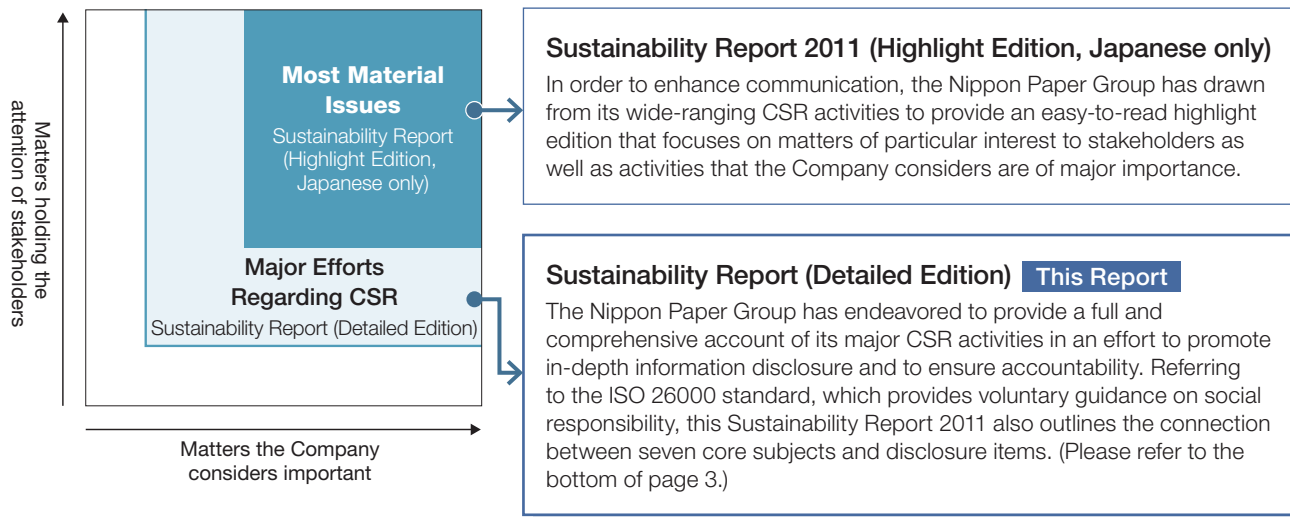 Matters holding the
attention of stakeholders
Most Material
Issues
Sustainability Report
(Highlight Edition,
Japanese only)
Major Efforts
Regarding CSR
Sustainability Report (Detailed Edition)
Matters the Company
considers important
Sustainability Report 2011 (Highlight Edition, Japanese only)
In order to enhance communication, the Nippon Paper Group has drawn
from its wide-ranging CSR activities to provide an easy-to-read highlight
edition that focuses on matters of particular interest to stakeholders as
well as activities that the Company considers are of major importance.
Sustainability Report (Detailed Edition) This Report
The Nippon Paper Group has endeavored to provide a full and
comprehensive account of its major CSR activities in an effort to promote
in-depth information disclosure and to ensure accountability. Referring
to the ISO 26000 standard, which provides voluntary guidance on social
responsibility, this Sustainability Report 2011 also outlines the connection
between seven core subjects and disclosure items. (Please refer to the
bottom of page 3.)